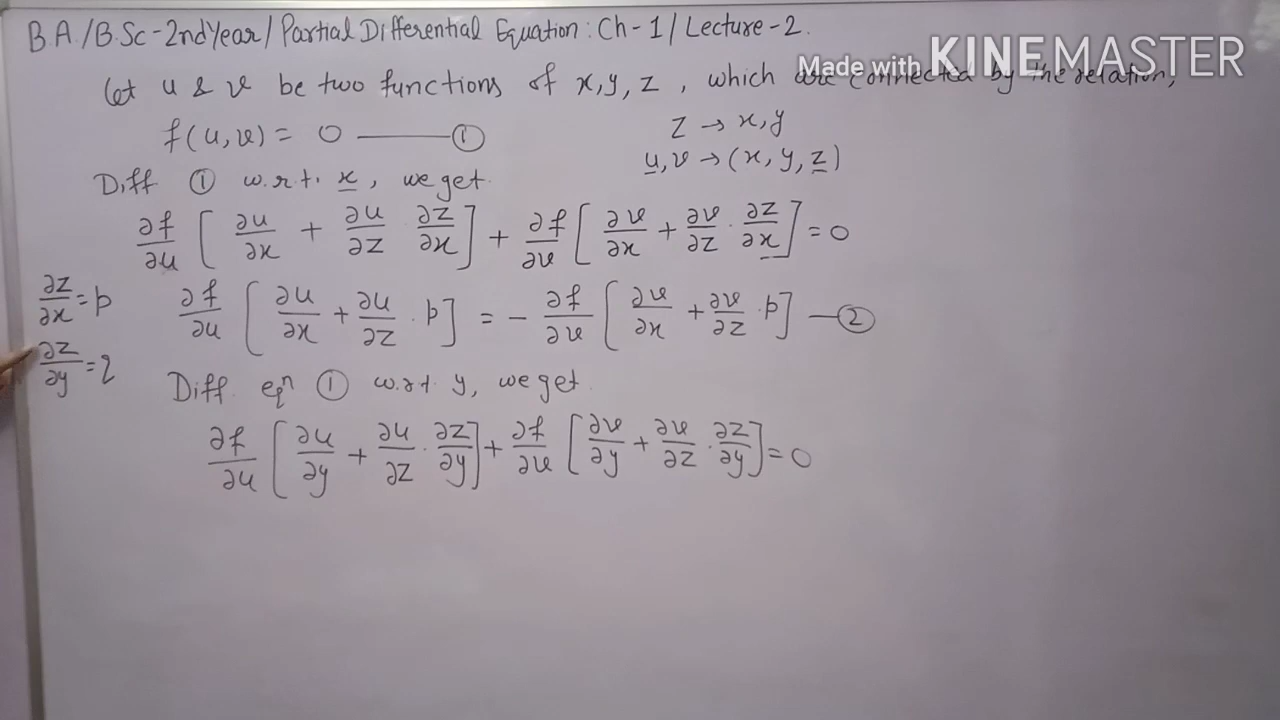 B.A./B.Sc-2ndYear/Partial Differential Equation: Ch-1/Lecture-2.
Made with KINEMASTER
Let u & v be two functions of x, y, z, which are connected by the relation,
f(u, v) = 0 —— ①
z → x, y
u, v → (x, y, z)
Diff ① w.r.t. x, we get.
∂f/∂u [ ∂u/∂x + ∂u/∂z ∂z/∂x ] + ∂f/∂v [ ∂v/∂x + ∂v/∂z · ∂z/∂x ] = 0
∂z/∂x = p
∂f/∂u [ ∂u/∂x + ∂u/∂z · p ] = - ∂f/∂v [ ∂v/∂x + ∂v/∂z · p ] — ②
∂z/∂y = q
Diff eqⁿ ① w.r.t y, we get.
∂f/∂u [ ∂u/∂y + ∂u/∂z · ∂z/∂y ] + ∂f/∂v [ ∂v/∂y + ∂v/∂z · ∂z/∂y ] = 0